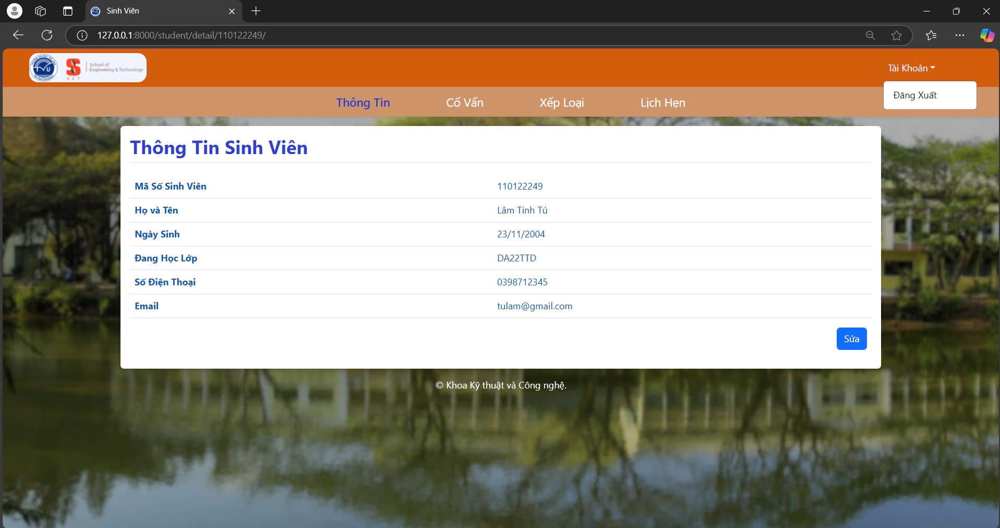 Sinh Viên
127.0.0.1:8000/student/detail/110122249/
TVU
SET
School of
Engineering & Technology
Tài Khoản
Đăng Xuất
Thông Tin Cố Vấn Xếp Loại Lịch Hẹn
Thông Tin Sinh Viên
Mã Số Sinh Viên 110122249
Họ và Tên Lâm Tinh Tú
Ngày Sinh 23/11/2004
Đang Học Lớp DA22TTD
Số Điện Thoại 0398712345
Email tulam@gmail.com
Sửa
© Khoa Kỹ thuật và Công nghệ.